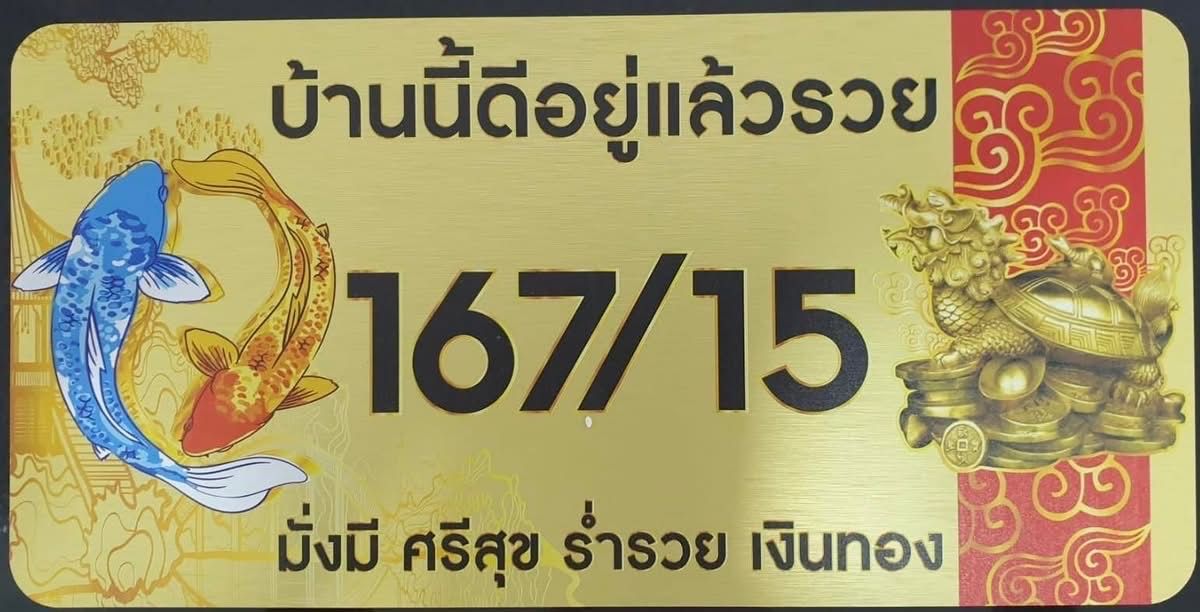 บ้านนี้ดีอยู่แล้วรวย
167/15
มั่งมี ศรีสุข ร่ำรวย เงินทอง